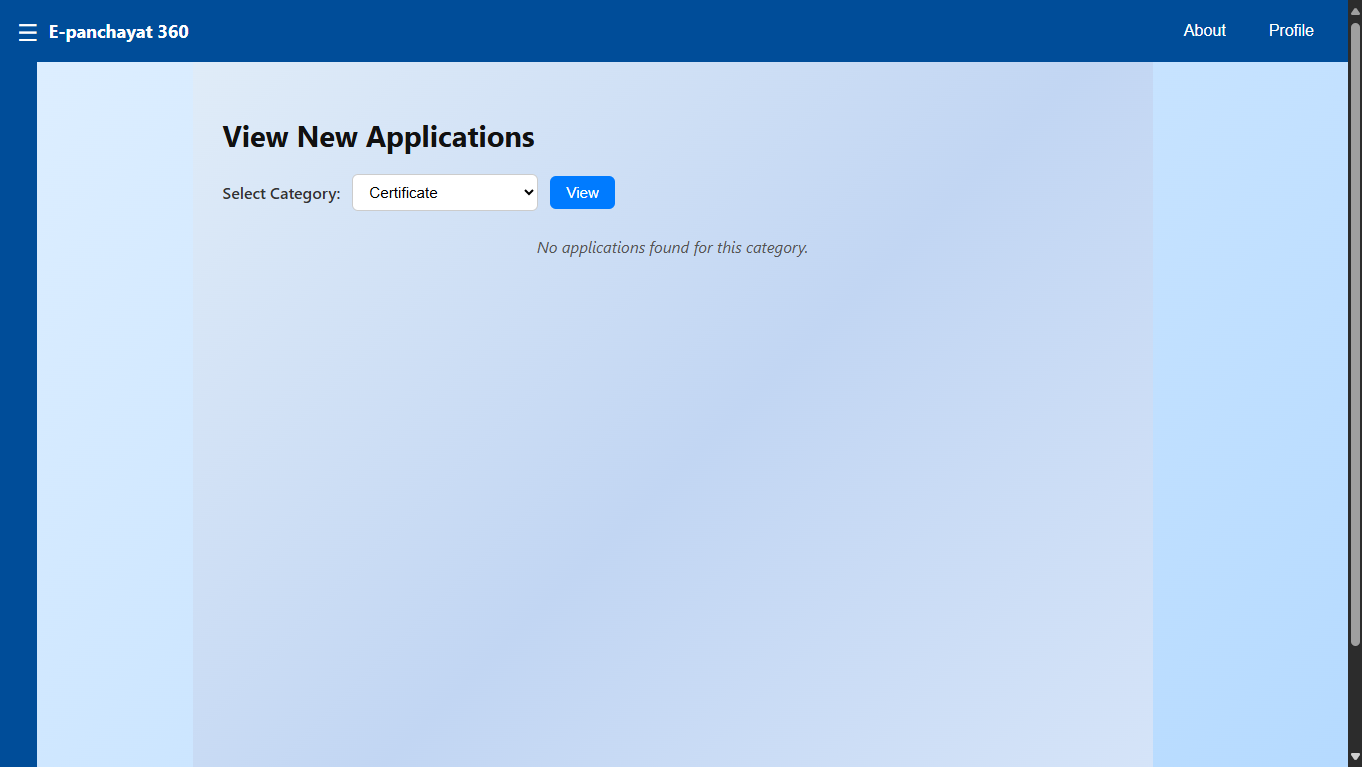 ☰ E-panchayat 360
About
Profile
View New Applications
Select Category: Certificate View
No applications found for this category.